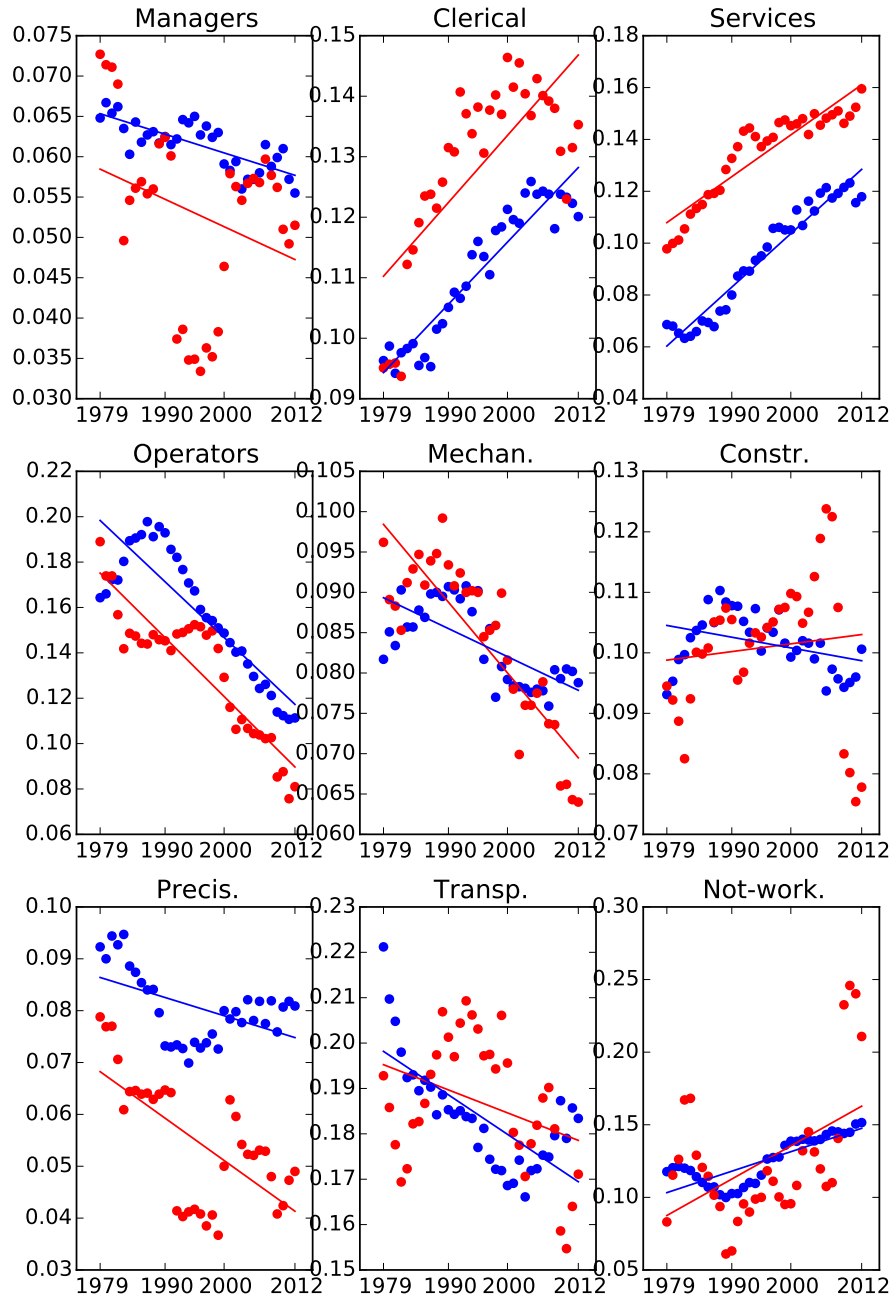 Managers Clerical Services
0.075 0.15 0.18
0.070
0.065 0.14 0.16
0.060 0.13 0.14
0.055 0.12 0.12
0.050 0.11 0.10
0.045
0.040 0.10 0.08
0.035 0.06
0.030 0.09 0.04
1979 1990 2000 2012 1979 1990 2000 2012 1979 1990 2000 2012
Operators Mechan. Constr.
0.22 0.105 0.13
0.20 0.100 0.12
0.18 0.095
0.16 0.090 0.11
0.14 0.085 0.10
0.12 0.080
0.10 0.075 0.09
0.08 0.070 0.08
0.065
0.06 0.060 0.07
1979 1990 2000 2012 1979 1990 2000 2012 1979 1990 2000 2012
Precis. Transp. Not-work.
0.10 0.23 0.30
0.09 0.22
0.08 0.21 0.25
0.07 0.20 0.20
0.06 0.19
0.05 0.18 0.15
0.04 0.17 0.10
0.16
0.03 0.15 0.05
1979 1990 2000 2012 1979 1990 2000 2012 1979 1990 2000 2012